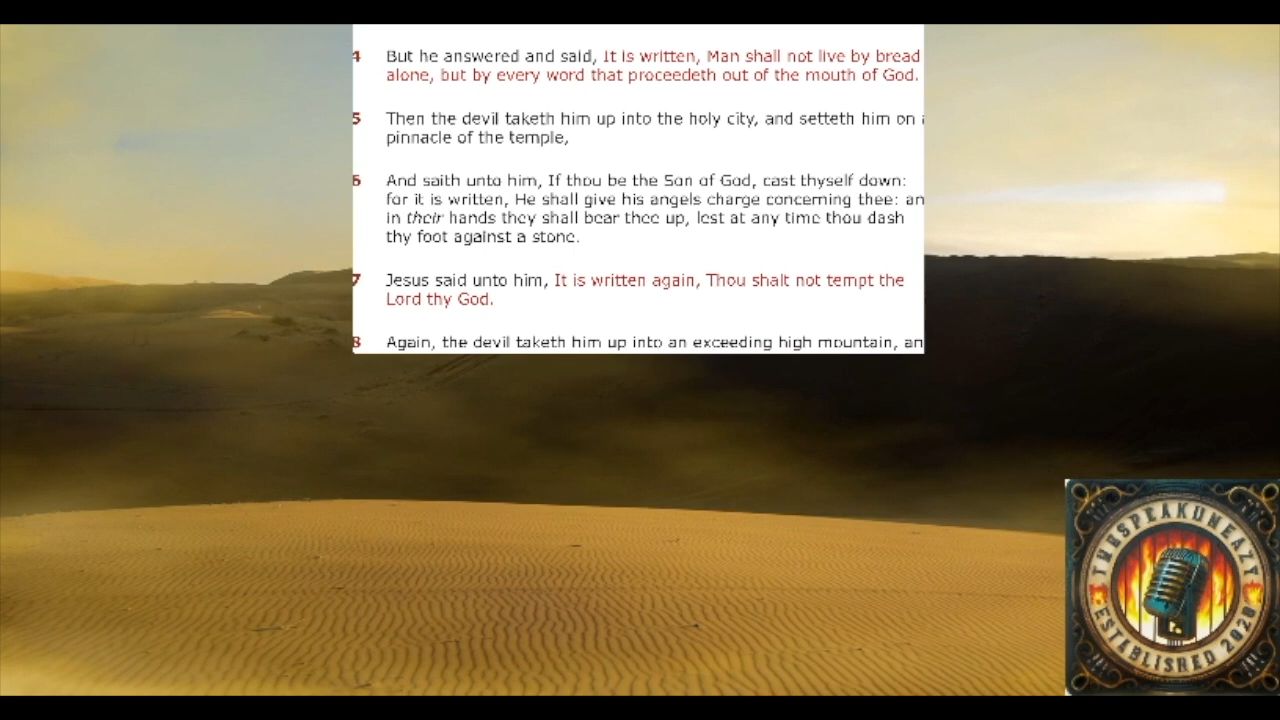 4 But he answered and said, It is written, Man shall not live by bread
alone, but by every word that proceedeth out of the mouth of God.
5 Then the devil taketh him up into the holy city, and setteth him on
pinnacle of the temple,
6 And saith unto him, If thou be the Son of God, cast thyself down:
for it is written, He shall give his angels charge concerning thee: an
in their hands they shall bear thee up, lest at any time thou dash
thy foot against a stone.
7 Jesus said unto him, It is written again, Thou shalt not tempt the
Lord thy God.
8 Again, the devil taketh him up into an exceeding high mountain, an
THESPEAKUNEAZY
ESTABLISHED 2020